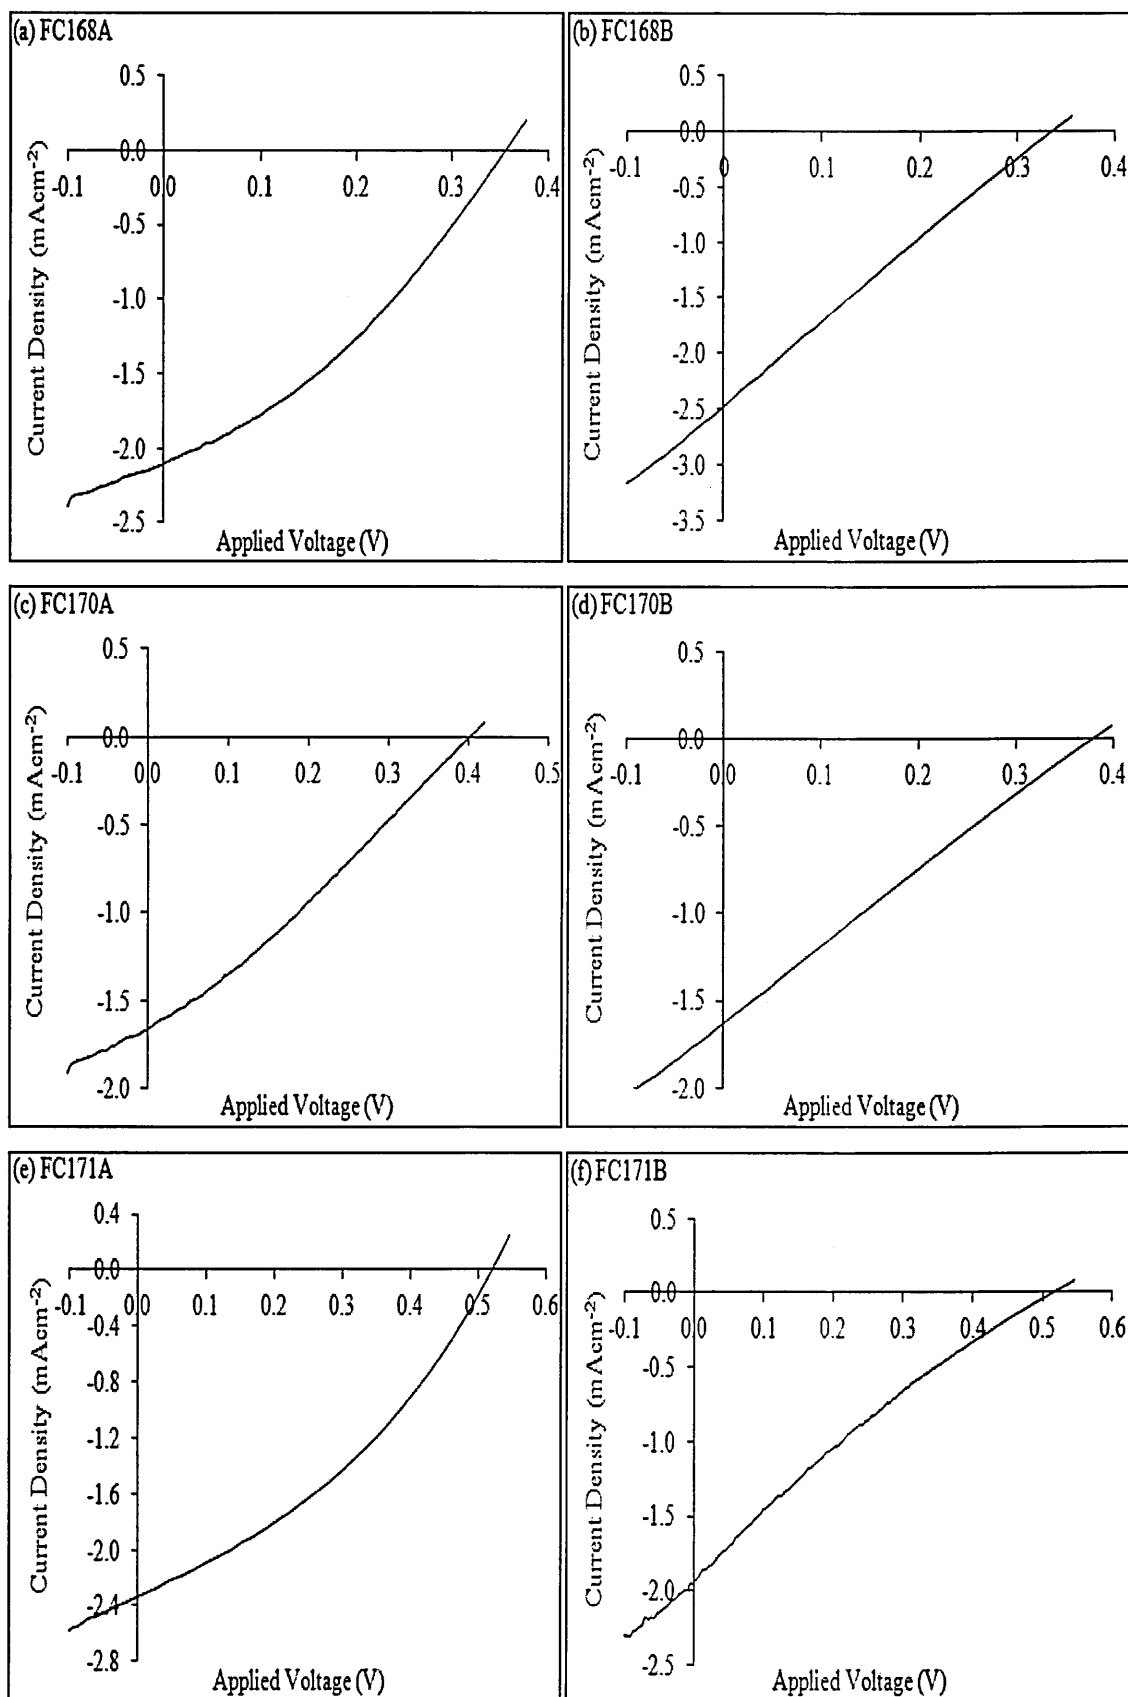 (a) FC168A
0.5
0.0
-0.1 0.0 0.1 0.2 0.3 0.4
-0.5
-1.0
-1.5
-2.0
-2.5
Current Density (mAcm-2)
Applied Voltage (V)
(b) FC168B
0.5
0.0
-0.1 0.0 0.1 0.2 0.3 0.4
-0.5
-1.0
-1.5
-2.0
-2.5
-3.0
-3.5
Current Density (mAcm-2)
Applied Voltage (V)
(c) FC170A
0.5
0.0
-0.1 0.0 0.1 0.2 0.3 0.4 0.5
-0.5
-1.0
-1.5
-2.0
Current Density (mAcm-2)
Applied Voltage (V)
(d) FC170B
0.5
0.0
-0.1 0.0 0.1 0.2 0.3 0.4
-0.5
-1.0
-1.5
-2.0
Current Density (mAcm-2)
Applied Voltage (V)
(e) FC171A
0.4
0.0
-0.1 0.0 0.1 0.2 0.3 0.4 0.5 0.6
-0.4
-0.8
-1.2
-1.6
-2.0
-2.4
-2.8
Current Density (mAcm-2)
Applied Voltage (V)
(f) FC171B
0.5
0.0
-0.1 0.0 0.1 0.2 0.3 0.4 0.5 0.6
-0.5
-1.0
-1.5
-2.0
-2.5
Current Density (mAcm-2)
Applied Voltage (V)